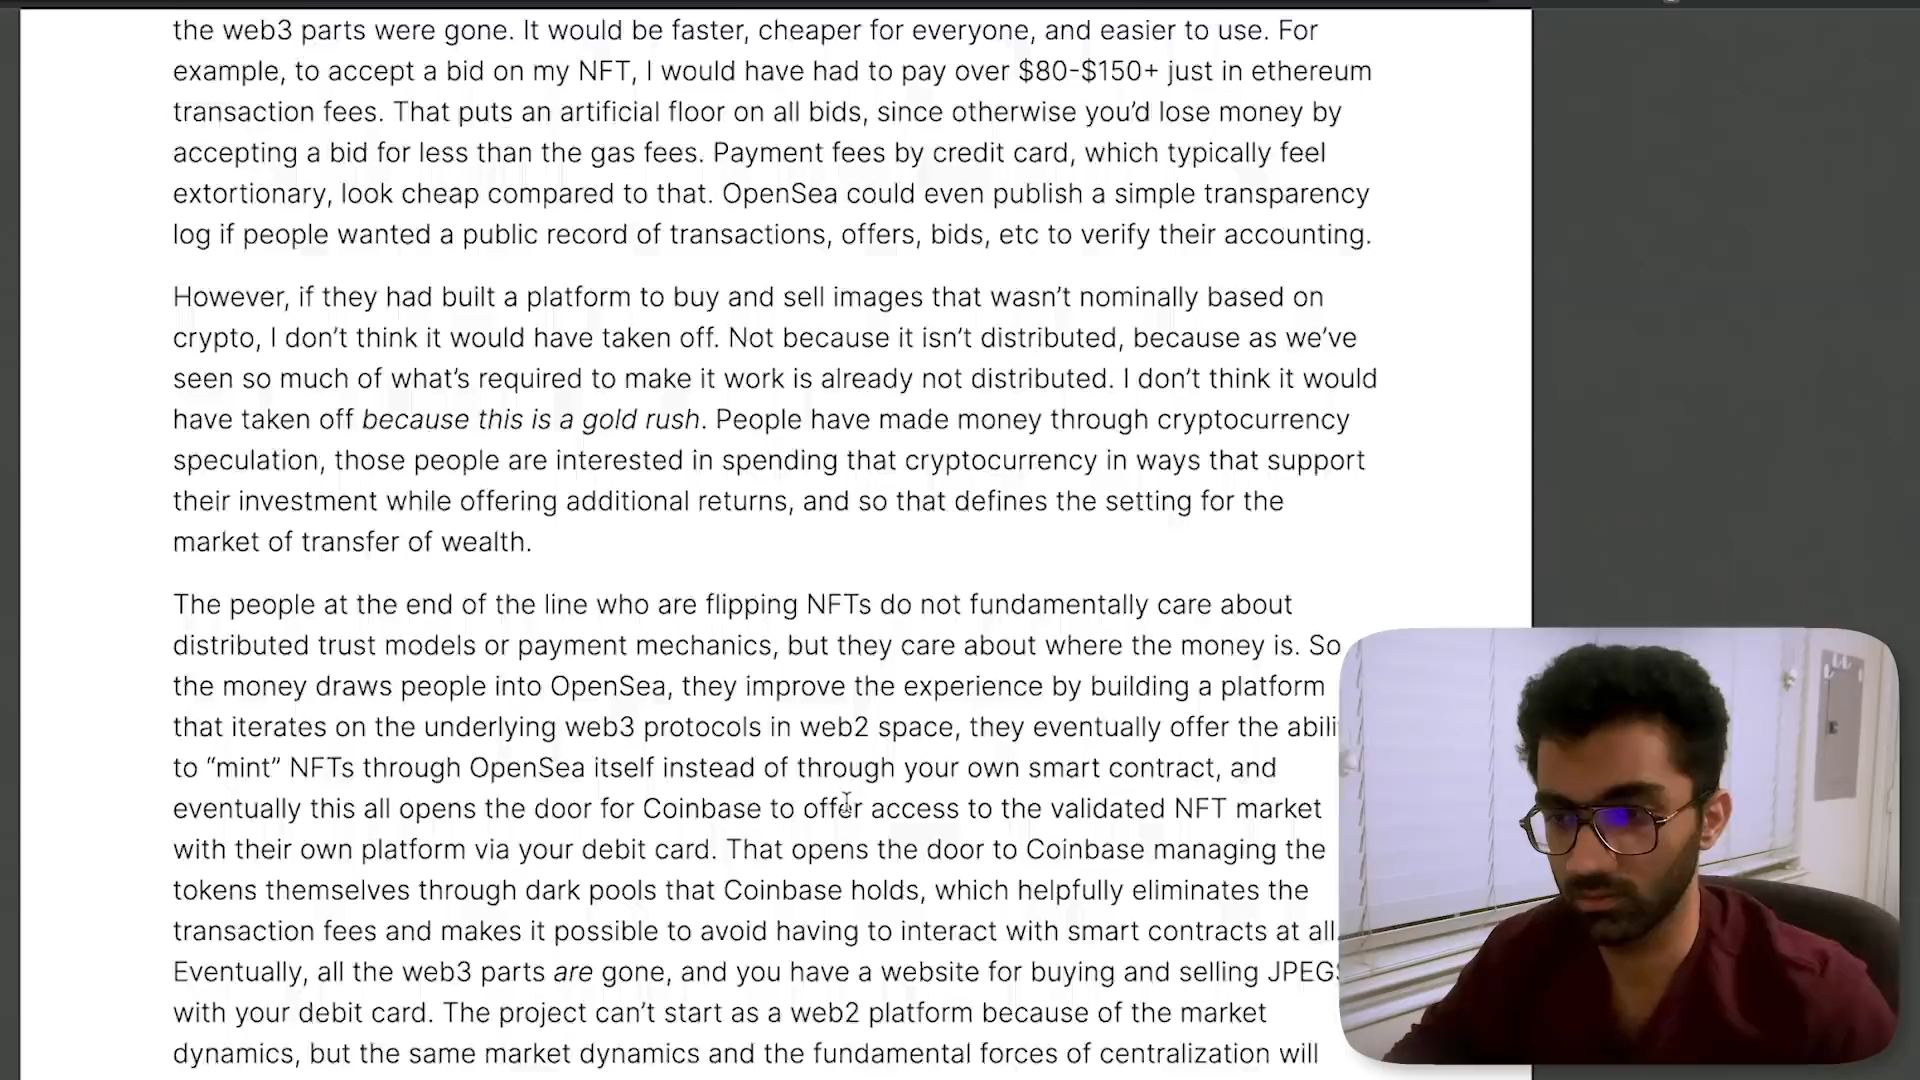 the web3 parts were gone. It would be faster, cheaper for everyone, and easier to use. For
example, to accept a bid on my NFT, I would have had to pay over $80-$150+ just in ethereum
transaction fees. That puts an artificial floor on all bids, since otherwise you’d lose money by
accepting a bid for less than the gas fees. Payment fees by credit card, which typically feel
extortionary, look cheap compared to that. OpenSea could even publish a simple transparency
log if people wanted a public record of transactions, offers, bids, etc to verify their accounting.
However, if they had built a platform to buy and sell images that wasn’t nominally based on
crypto, I don’t think it would have taken off. Not because it isn’t distributed, because as we’ve
seen so much of what’s required to make it work is already not distributed. I don’t think it would
have taken off because this is a gold rush. People have made money through cryptocurrency
speculation, those people are interested in spending that cryptocurrency in ways that support
their investment while offering additional returns, and so that defines the setting for the
market of transfer of wealth.
The people at the end of the line who are flipping NFTs do not fundamentally care about
distributed trust models or payment mechanics, but they care about where the money is. So
the money draws people into OpenSea, they improve the experience by building a platform
that iterates on the underlying web3 protocols in web2 space, they eventually offer the abili
to “mint” NFTs through OpenSea itself instead of through your own smart contract, and
eventually this all opens the door for Coinbase to offer access to the validated NFT market
with their own platform via your debit card. That opens the door to Coinbase managing the
tokens themselves through dark pools that Coinbase holds, which helpfully eliminates the
transaction fees and makes it possible to avoid having to interact with smart contracts at all.
Eventually, all the web3 parts are gone, and you have a website for buying and selling JPEGS
with your debit card. The project can’t start as a web2 platform because of the market
dynamics, but the same market dynamics and the fundamental forces of centralization will